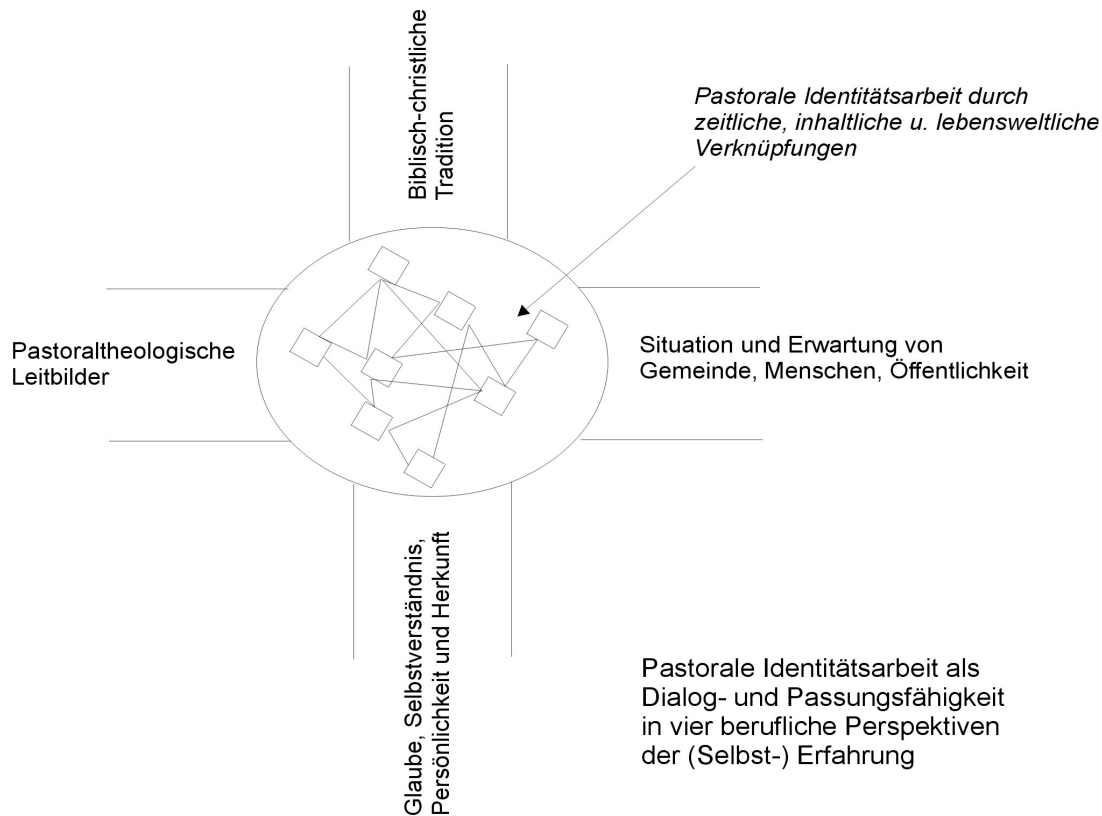 Biblisch-christliche
Tradition
Pastorale Identitätsarbeit durch
zeitliche, inhaltliche u. lebensweltliche
Verknüpfungen
Pastoraltheologische
Leitbilder
Situation und Erwartung von
Gemeinde, Menschen, Öffentlichkeit
Glaube, Selbstverständnis,
Persönlichkeit und Herkunft
Pastorale Identitätsarbeit als
Dialog- und Passungsfähigkeit
in vier berufliche Perspektiven
der (Selbst-) Erfahrung